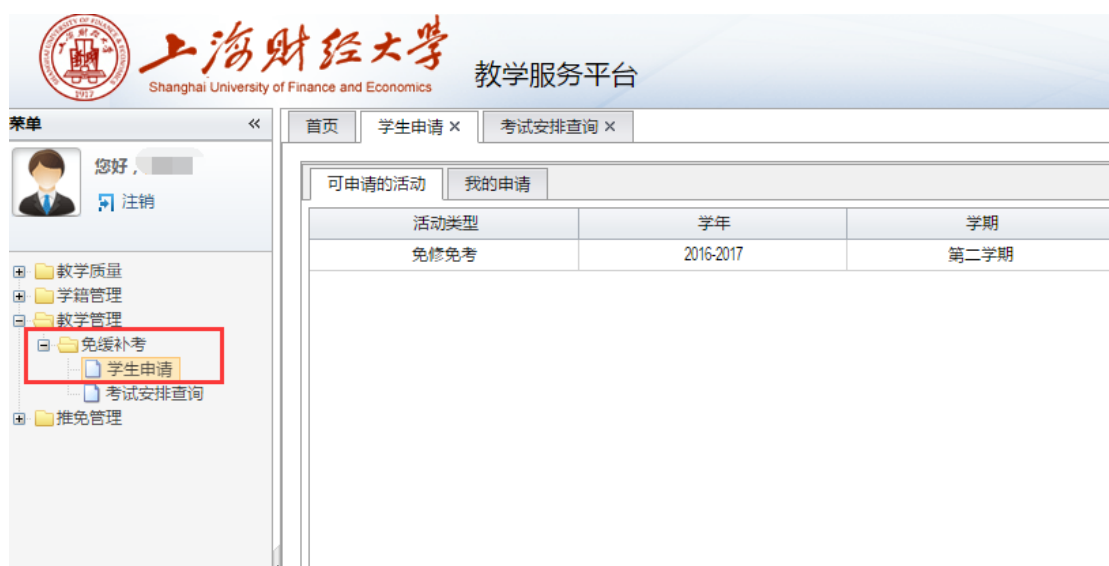 上海财经大学
Shanghai University of Finance and Economics
1917
教学服务平台
菜单
首页
学生申请
考试安排查询
您好，
注销
可申请的活动
我的申请
活动类型 学年 学期
免修免考 2016-2017 第二学期
教学质量
学籍管理
教学管理
免缓补考
学生申请
考试安排查询
推免管理